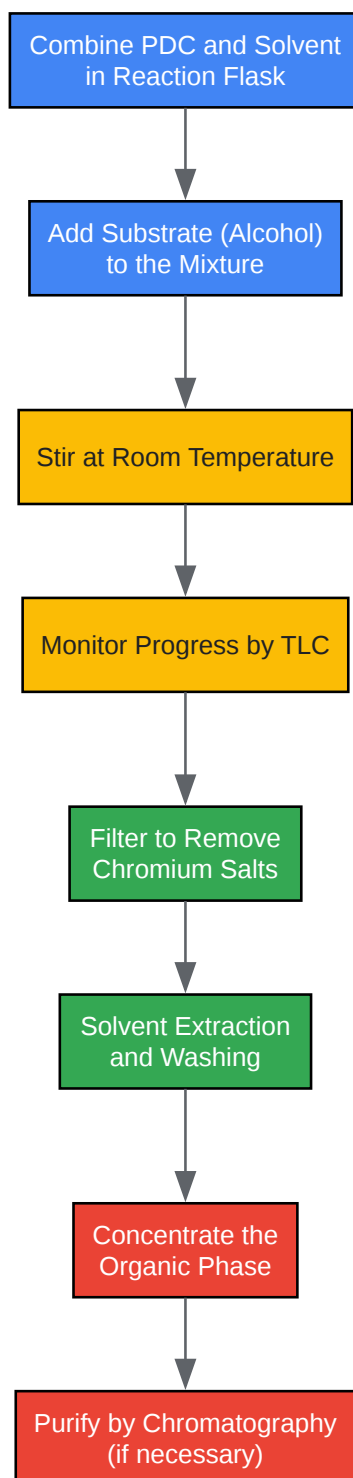 Combine PDC and Solvent
in Reaction Flask
Add Substrate (Alcohol)
to the Mixture
Stir at Room Temperature
Monitor Progress by TLC
Filter to Remove
Chromium Salts
Solvent Extraction
and Washing
Concentrate the
Organic Phase
Purify by Chromatography
(if necessary)